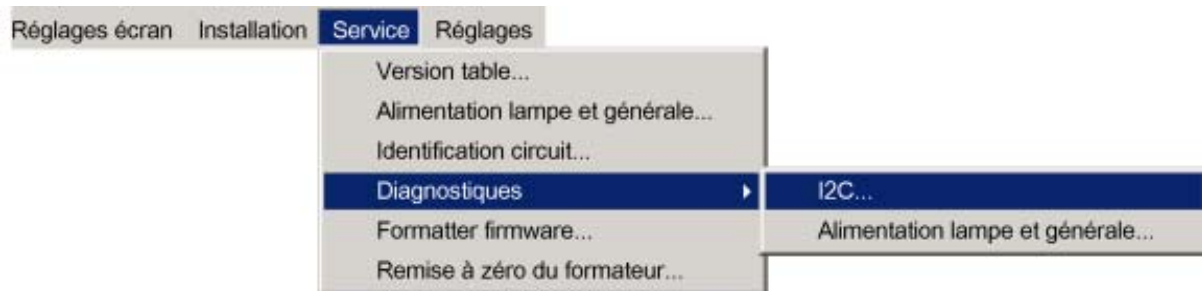 Réglages écran Installation Service Réglages
Version table...
Alimentation lampe et générale...
Identification circuit...
Diagnostiques I2C...
Formatter firmware... Alimentation lampe et générale...
Remise à zéro du formateur...